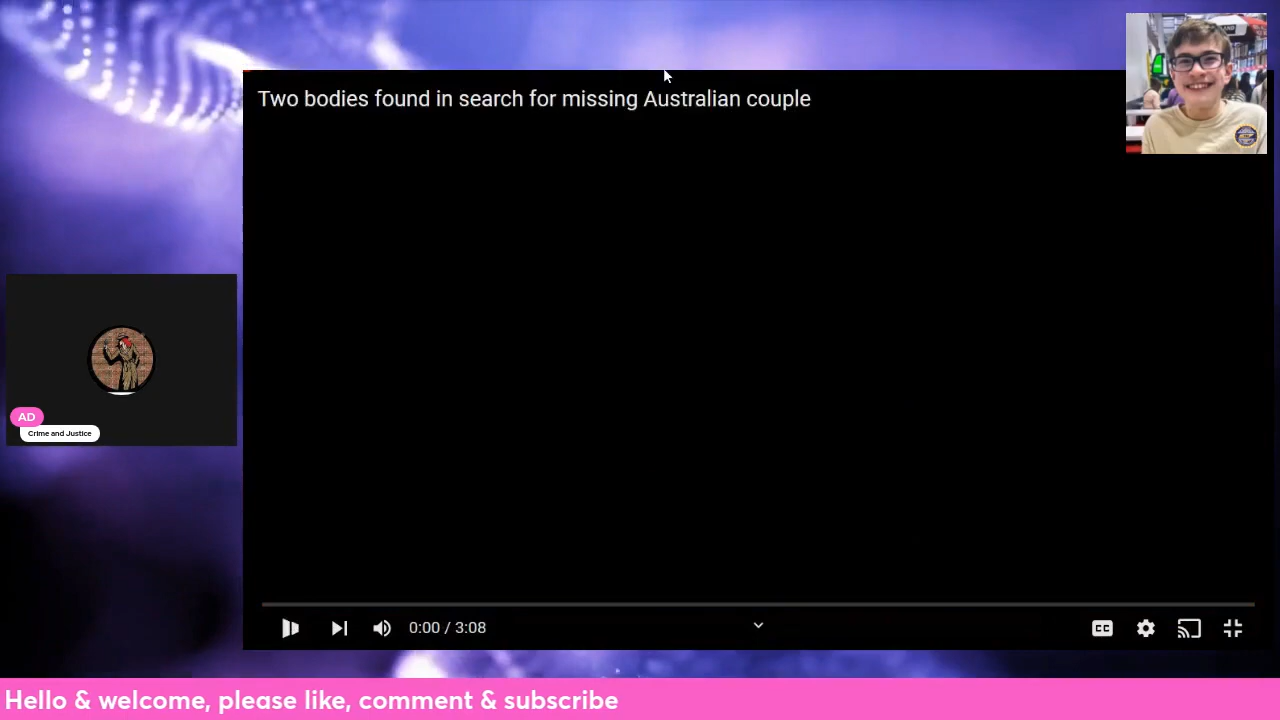 Two bodies found in search for missing Australian couple
AD
Crime and Justice
0:00 / 3:08
CC
Hello & welcome, please like, comment & subscribe